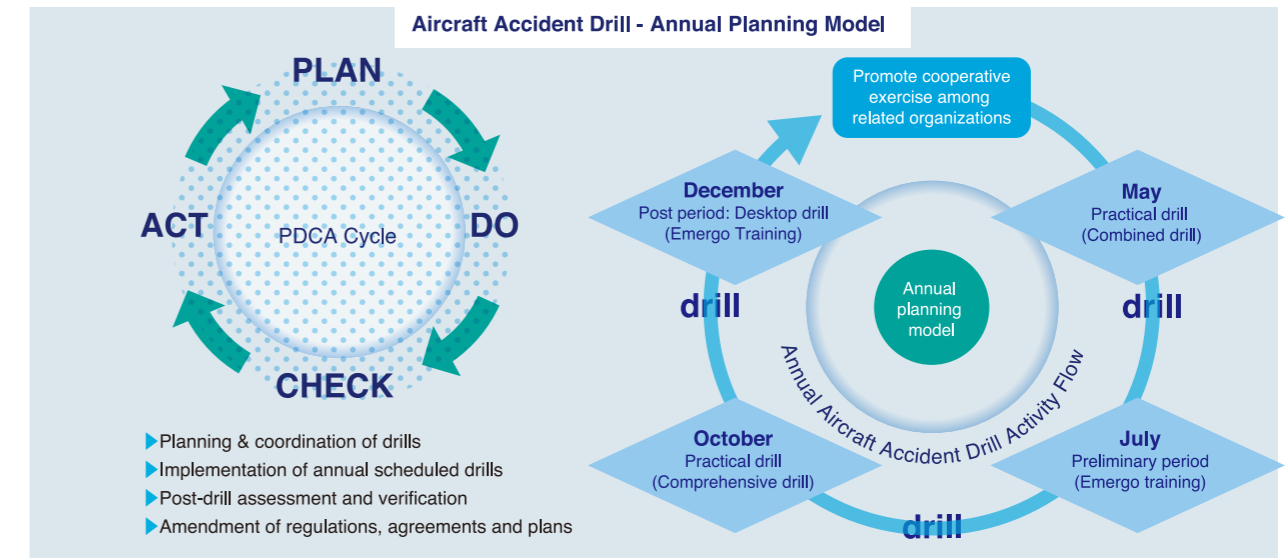 Aircraft Accident Drill - Annual Planning Model
PLAN
DO
CHECK
ACT
PDCA Cycle
Planning & coordination of drills
Implementation of annual scheduled drills
Post-drill assessment and verification
Amendment of regulations, agreements and plans
Promote cooperative
exercise among
related organizations
May
Practical drill
(Combined drill)
drill
July
Preliminary period
(Emergo training)
drill
October
Practical drill
(Comprehensive drill)
drill
December
Post period: Desktop drill
(Emergo Training)
Annual
planning
model
Annual Aircraft Accident Drill Activity Flow